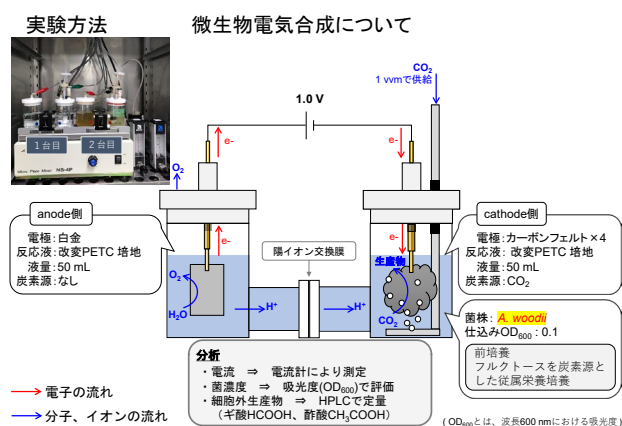 実験方法
微生物電気合成について
1台目
2台目
Micro Plate Mixer NS-4P
CO2
1 vvmで供給
1.0 V
e-
e-
O2
anode側
電極：白金
反応液：改変PETC 培地
液量：50 mL
炭素源：なし
e-
O2
H2O
H+
陽イオン交換膜
H+
e-
生産物
CO2
cathode側
電極：カーボンフェルト×4
反応液：改変PETC 培地
液量：50 mL
炭素源：CO2
菌株：A. woodii
仕込みOD600：0.1
前培養
フルクトースを炭素源と
した従属栄養培養
分析
・電流 ⇒ 電流計により測定
・菌濃度 ⇒ 吸光度(OD600)で評価
・細胞外生産物 ⇒ HPLCで定量
（ギ酸HCOOH、酢酸CH3COOH）
電子の流れ
分子、イオンの流れ
( OD600とは、波長600 nmにおける吸光度 )